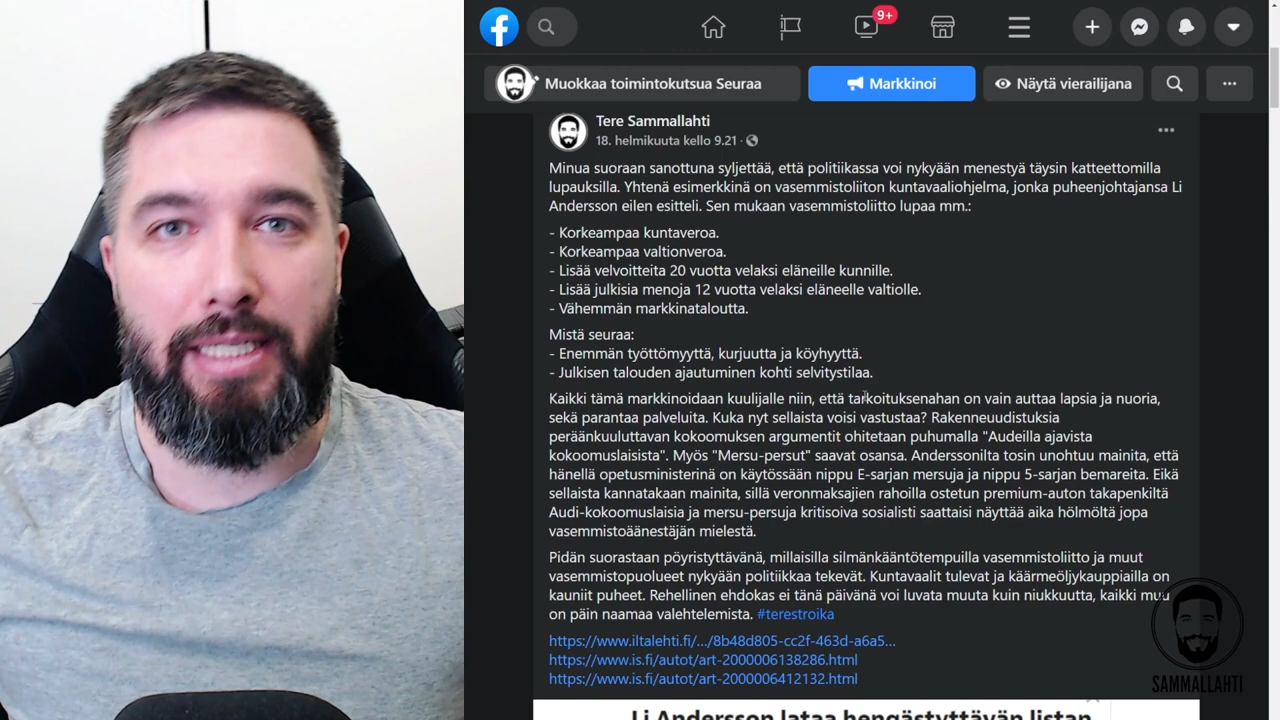 9+
Muokkaa toimintokutsua Seuraa
Markkinoi
Näytä vierailijana
Tere Sammallahti
18. helmikuuta kello 9.21 ·
Minua suoraan sanottuna syljettää, että politiikassa voi nykyään menestyä täysin katteettomilla
lupauksilla. Yhtenä esimerkkinä on vasemmistoliiton kuntavaaliohjelma, jonka puheenjohtajansa Li
Andersson eilen esitteli. Sen mukaan vasemmistoliitto lupaa mm.:
- Korkeampaa kuntaveroa.
- Korkeampaa valtionveroa.
- Lisää velvoitteita 20 vuotta velaksi eläneille kunnille.
- Lisää julkisia menoja 12 vuotta velaksi eläneelle valtiolle.
- Vähemmän markkinataloutta.
Mistä seuraa:
- Enemmän työttömyyttä, kurjuutta ja köyhyyttä.
- Julkisen talouden ajautuminen kohti selvitystilaa.
Kaikki tämä markkinoidaan kuulijalle niin, että tarkoituksenahan on vain auttaa lapsia ja nuoria,
sekä parantaa palveluita. Kuka nyt sellaista voisi vastustaa? Rakenneuudistuksia
peräänkuuluttavan kokoomuksen argumentit ohitetaan puhumalla "Audeilla ajavista
kokoomuslaisista". Myös "Mersu-persut" saavat osansa. Anderssonilta tosin unohtuu mainita, että
hänellä opetusministerinä on käytössään nippu E-sarjan mersuja ja nippu 5-sarjan bemareita. Eikä
sellaista kannatakaan mainita, sillä veronmaksajien rahoilla ostetun premium-auton takapenkiltä
Audi-kokoomuslaisia ja mersu-persuja kritisoiva sosialisti saattaisi näyttää aika hölmöltä jopa
vasemmistoäänestäjän mielestä.
Pidän suorastaan pöyristyttävänä, millaisilla silmänkääntötempuilla vasemmistoliitto ja muut
vasemmistopuolueet nykyään politiikkaa tekevät. Kuntavaalit tulevat ja käärmeöljykauppiailla on
kauniit puheet. Rehellinen ehdokas ei tänä päivänä voi luvata muuta kuin niukkuutta, kaikki muu
on päin naamaa valehtelemista. #terestroika
https://www.iltalehti.fi/.../8b48d805-cc2f-463d-a6a5...
https://www.is.fi/autot/art-2000006138286.html
https://www.is.fi/autot/art-2000006412132.html
SAMMALLAHTI
Li Andersson lataa hengästyttävän listan